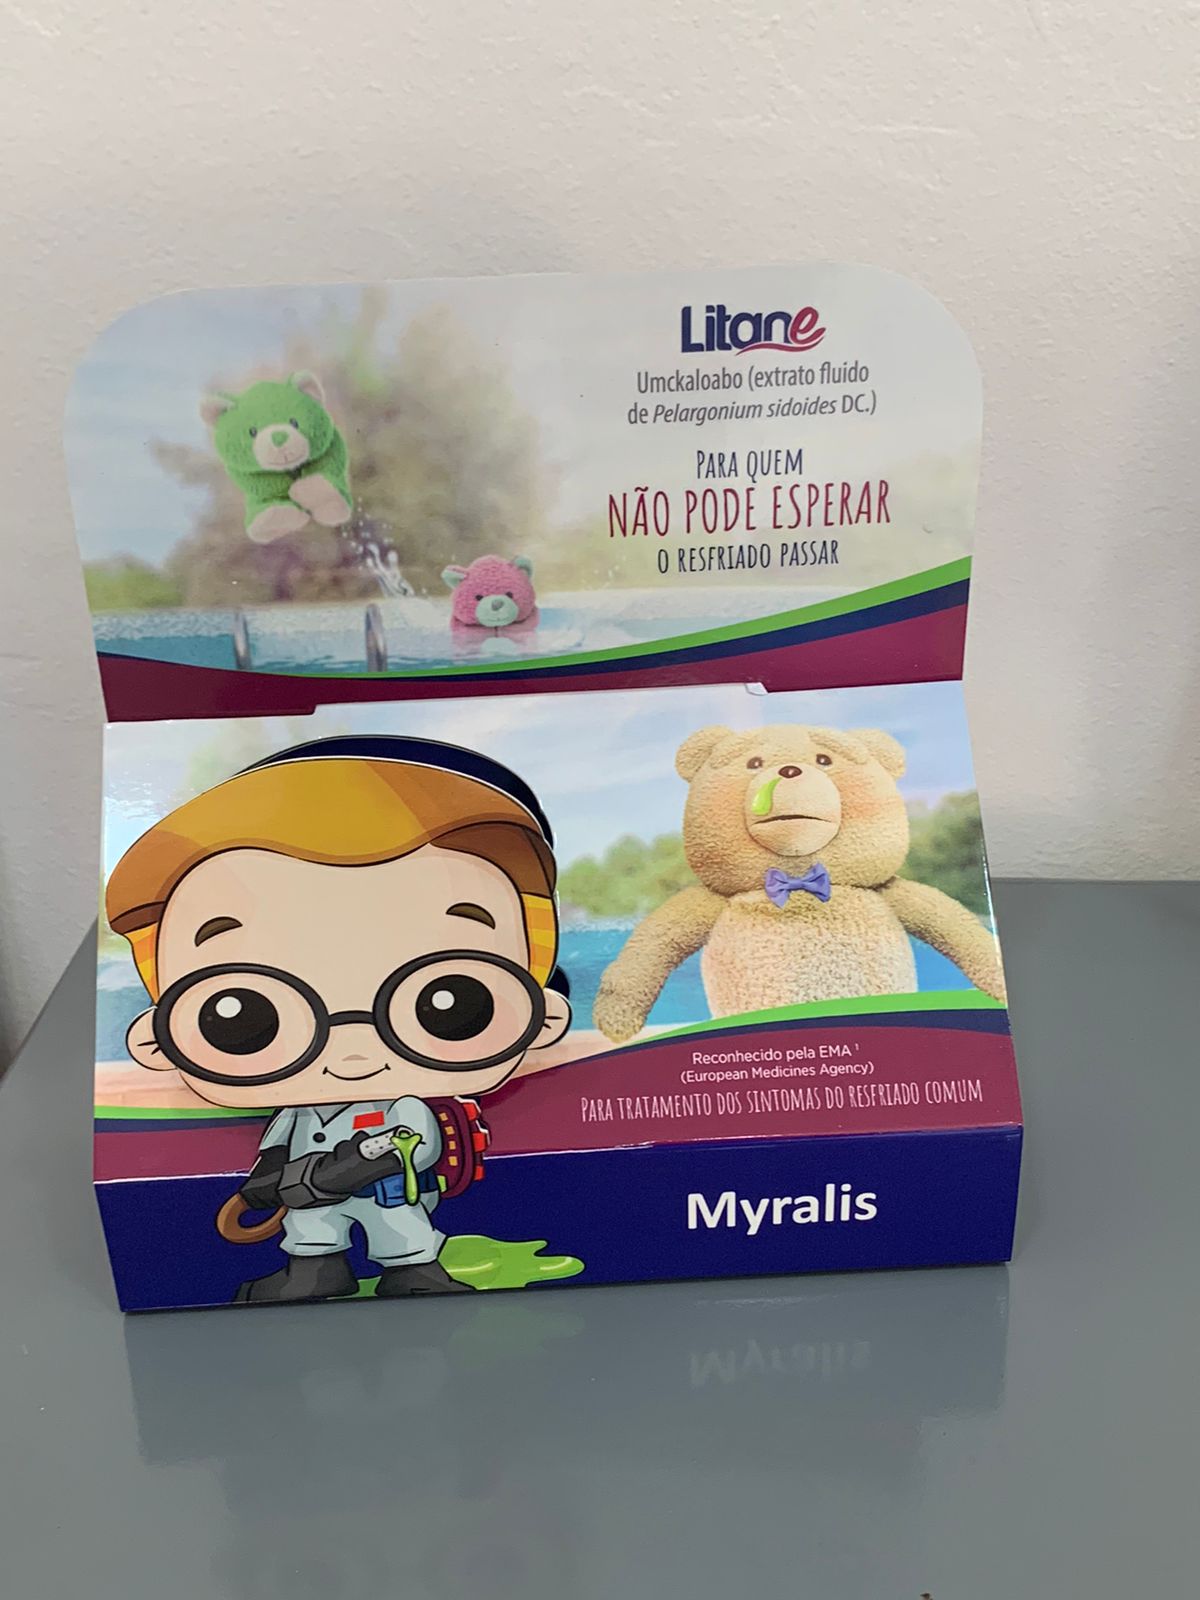 Litane
Umckaloabo (extrato fluido
de Pelargonium sidoides DC.)
PARA QUEM
NÃO PODE ESPERAR
O RESFRIADO PASSAR
Reconhecido pela EMA ¹
(European Medicines Agency)
PARA TRATAMENTO DOS SINTOMAS DO RESFRIADO COMUM
Myralis